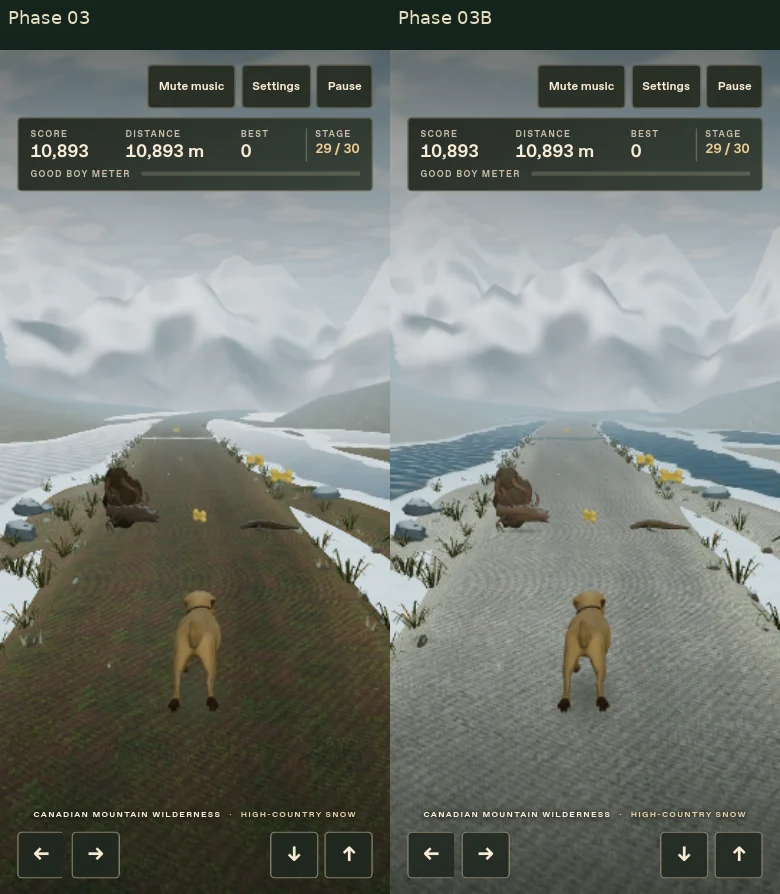 Phase 03
Mute music
Settings
Pause
SCORE
DISTANCE
BEST
STAGE
10,893
10,893 m
0
29 / 30
GOOD BOY METER
CANADIAN MOUNTAIN WILDERNESS · HIGH-COUNTRY SNOW
← → ↓ ↑
Phase 03B
Mute music
Settings
Pause
SCORE
DISTANCE
BEST
STAGE
10,893
10,893 m
0
29 / 30
GOOD BOY METER
CANADIAN MOUNTAIN WILDERNESS · HIGH-COUNTRY SNOW
← → ↓ ↑